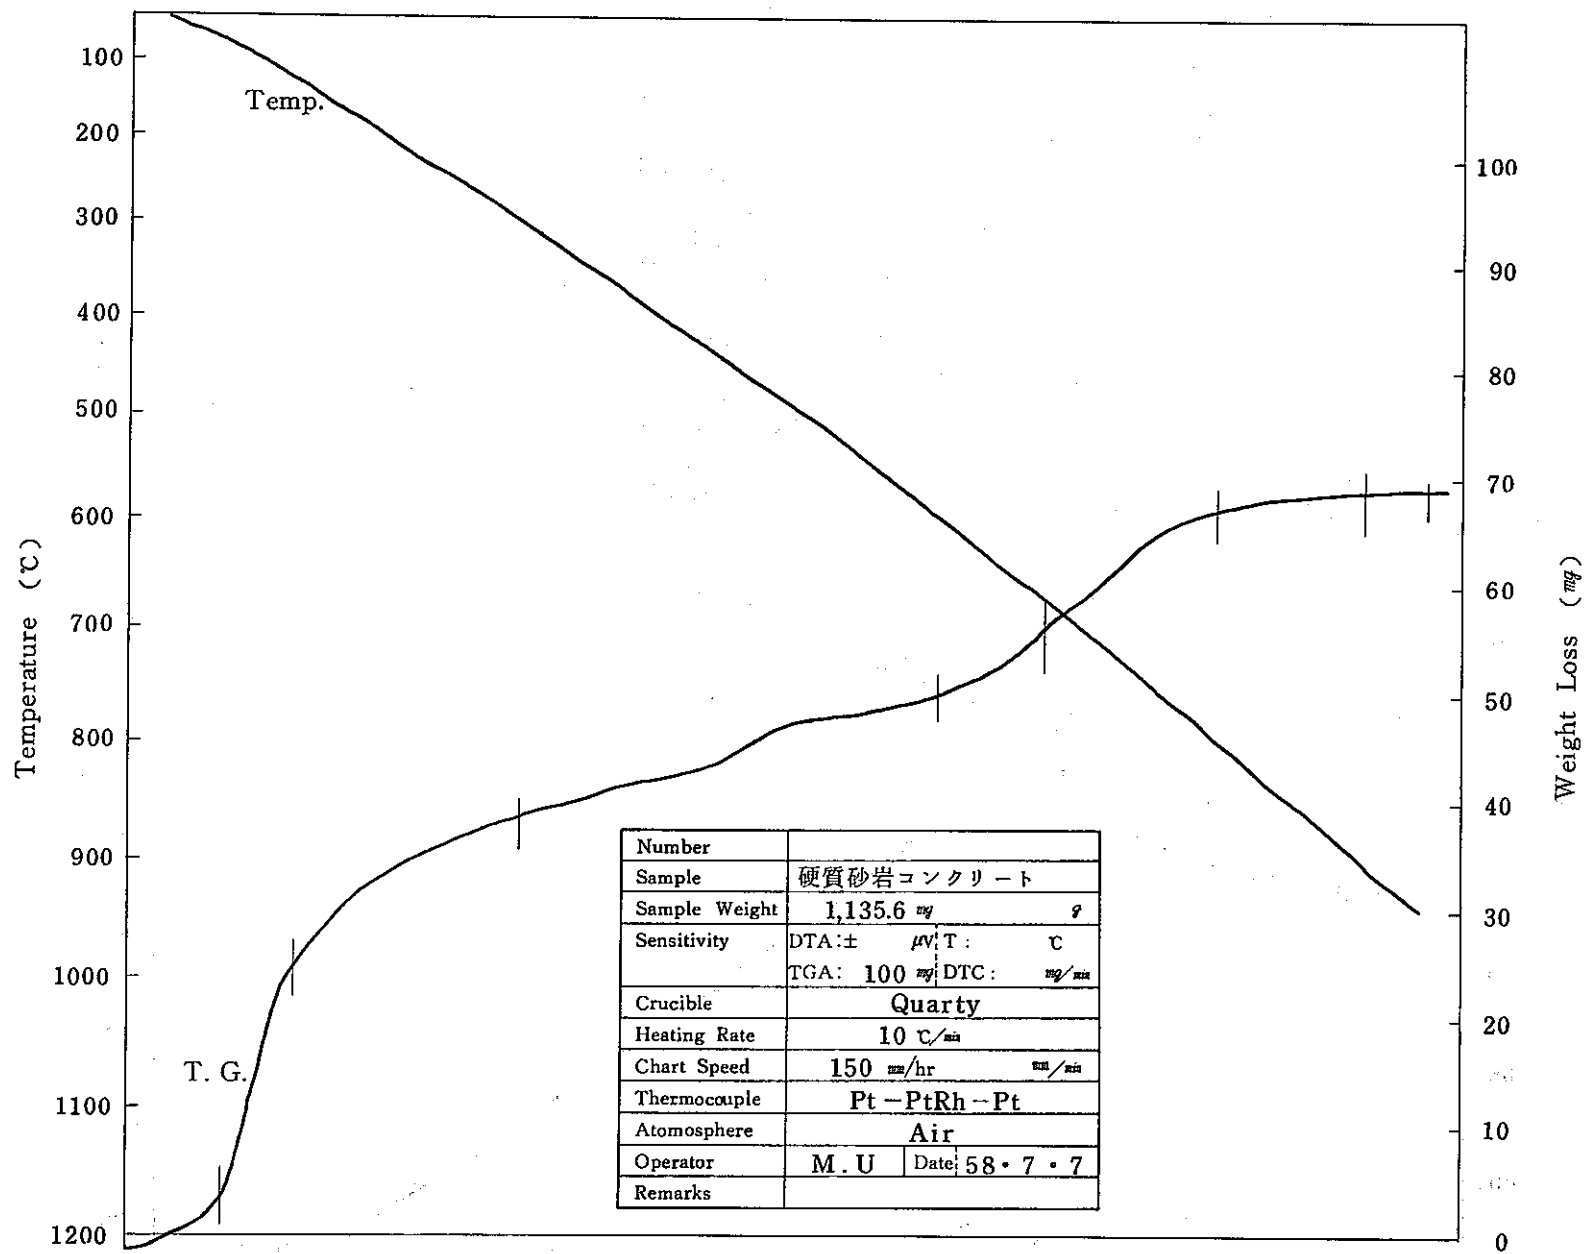 100
200
300
400
500
600
700
800
900
1000
1100
1200
Temperature (℃)
Temp.
T. G.
100
90
80
70
60
50
40
30
20
10
0
Weight Loss (mg)
Number
Sample 硬質砂岩コンクリート
Sample Weight 1,135.6 mg g
Sensitivity DTA:± μV T: ℃
TGA: 100 mg DTC: mg/min
Crucible Quarty
Heating Rate 10 ℃/min
Chart Speed 150 mm/hr mm/min
Thermocouple Pt-PtRh-Pt
Atomosphere Air
Operator M.U Date 58・7・7
Remarks